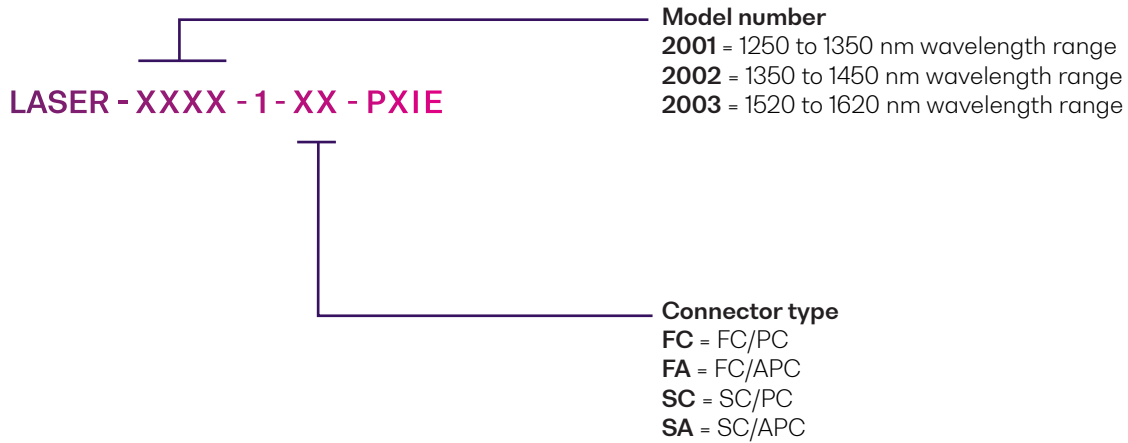 Model number
2001 = 1250 to 1350 nm wavelength range
2002 = 1350 to 1450 nm wavelength range
2003 = 1520 to 1620 nm wavelength range
LASER - XXXX - 1 - XX - PXIE
Connector type
FC = FC/PC
FA = FC/APC
SC = SC/PC
SA = SC/APC